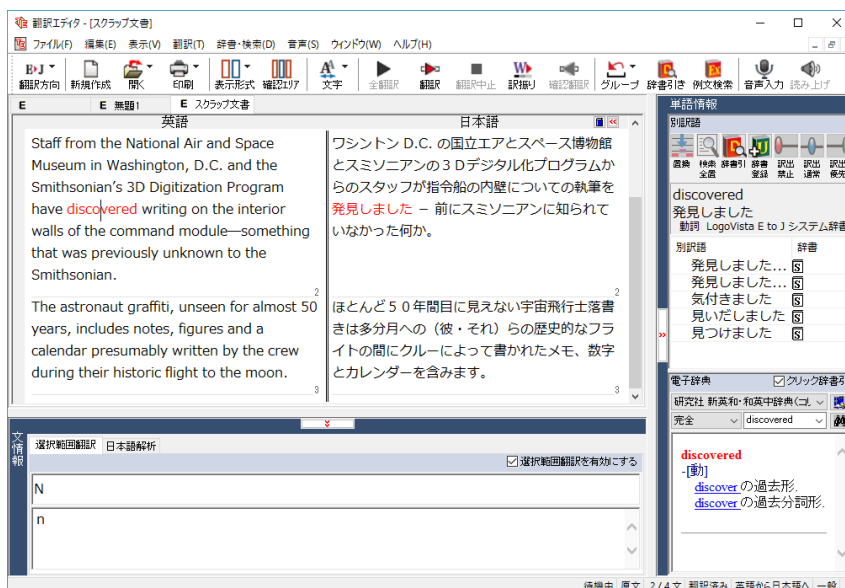 翻訳エディタ - [スクラップ文書]
ファイル(F) 編集(E) 表示(V) 翻訳(T) 辞書・検索(D) 音声(S) ウインドウ(W) ヘルプ(H)
翻訳方向 新規作成 開く 印刷 表示形式 確認エリア 文字 全翻訳 翻訳 翻訳中止 訳振り 確認翻訳 グループ 辞書引き 例文検索 音声入力 読み上げ
E E 無題1 E スクラップ文書
英語 日本語
Staff from the National Air and Space
Museum in Washington, D.C. and the
Smithsonian's 3D Digitization Program
have discovered writing on the interior
walls of the command module—something
that was previously unknown to the
Smithsonian.
2
ワシントン D.C. の国立エアとスペース博物館
とスミソニアンの３Ｄデジタル化プログラムか
らのスタッフが指令船の内壁についての執筆を
発見しました － 前にスミソニアンに知られて
いなかった何か。
2
The astronaut graffiti, unseen for almost 50
years, includes notes, figures and a
calendar presumably written by the crew
during their historic flight to the moon.
3
ほとんど５０年間目に見えない宇宙飛行士落書
きは多分月への（彼・それ）らの歴史的なフラ
イトの間にクルーによって書かれたメモ、数字
とカレンダーを含みます。
3
単語情報
別訳語
置換 検索全置 辞書引 辞書登録 訳出禁止 訳出通常 訳出優先
discovered
発見しました
動詞 LogoVista E to J システム辞書
別訳語 辞書
発見しました... S
発見しました... S
気付きました S
見いだしました S
見つけました S
電子辞典 クリック辞書引
研究社 新英和・和英中辞典(コ
完全 discovered
discovered
-[動]
discover の過去形.
discover の過去分詞形.
文情報
選択範囲翻訳 日本語解析
選択範囲翻訳を有効にする
N
n
待機中 原文 2 / 4 文 翻訳済み 英語から日本語へ 一般